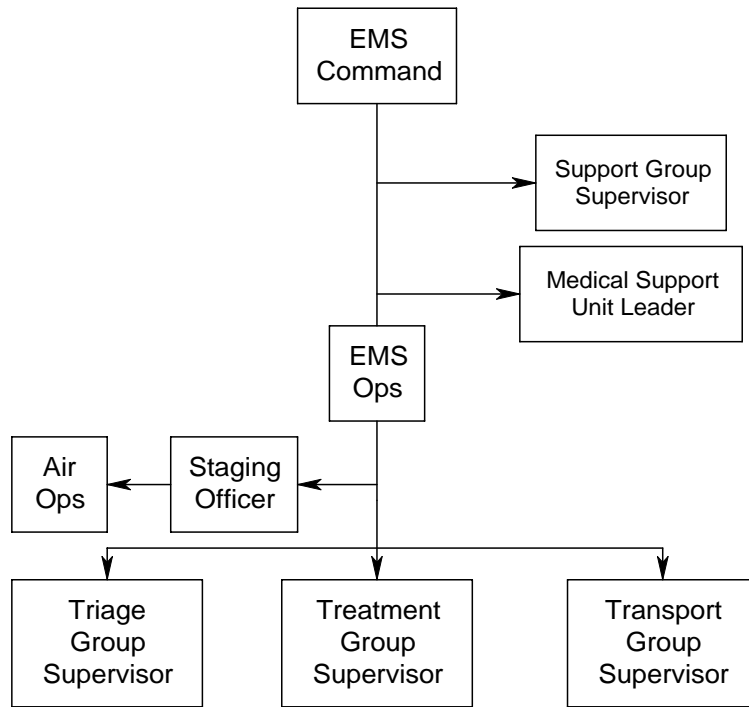 EMS
Command
Support Group
Supervisor
Medical Support
Unit Leader
EMS
Ops
Air
Ops
Staging
Officer
Triage
Group
Supervisor
Treatment
Group
Supervisor
Transport
Group
Supervisor